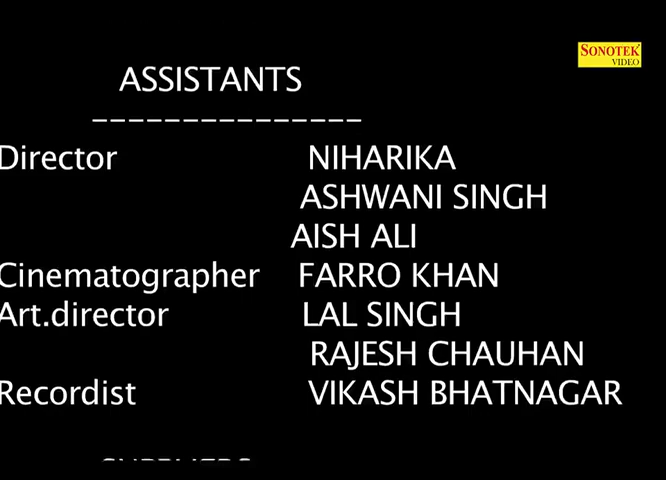 SONOTEK
VIDEO
ASSISTANTS
---------------
Director NIHARIKA
ASHWANI SINGH
AISH ALI
Cinematographer FARRO KHAN
Art.director LAL SINGH
RAJESH CHAUHAN
Recordist VIKASH BHATNAGAR